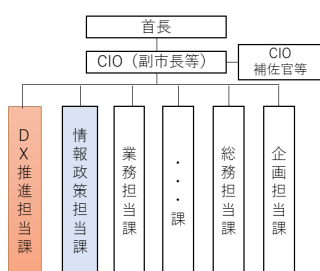 首長
CIO（副市長等）
CIO
補佐官等
DX推進担当課
情報政策担当課
業務担当課
・・・課
総務担当課
企画担当課